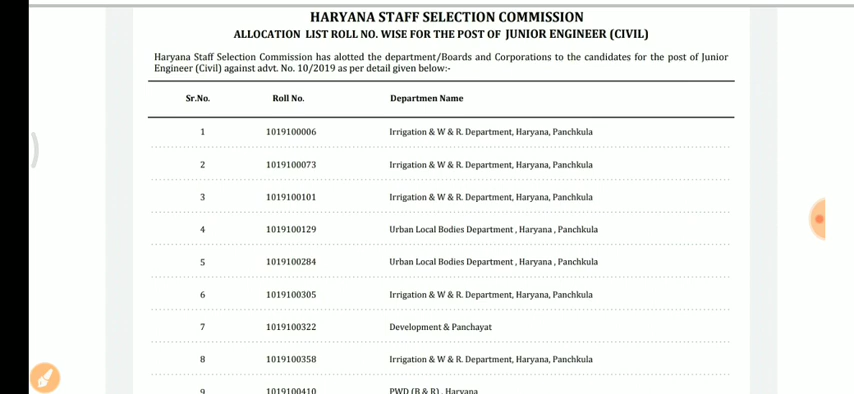 HARYANA STAFF SELECTION COMMISSION
ALLOCATION LIST ROLL NO. WISE FOR THE POST OF JUNIOR ENGINEER (CIVIL)
Haryana Staff Selection Commission has alotted the department/Boards and Corporations to the candidates for the post of Junior
Engineer (Civil) against advt. No. 10/2019 as per detail given below:-
Sr.No. Roll No. Departmen Name
1 1019100006 Irrigation & W & R. Department, Haryana, Panchkula
2 1019100073 Irrigation & W & R. Department, Haryana, Panchkula
3 1019100101 Irrigation & W & R. Department, Haryana, Panchkula
4 1019100129 Urban Local Bodies Department , Haryana , Panchkula
5 1019100284 Urban Local Bodies Department , Haryana , Panchkula
6 1019100305 Irrigation & W & R. Department, Haryana, Panchkula
7 1019100322 Development & Panchayat
8 1019100358 Irrigation & W & R. Department, Haryana, Panchkula
9 1019100410 PWD (B & R) , Haryana